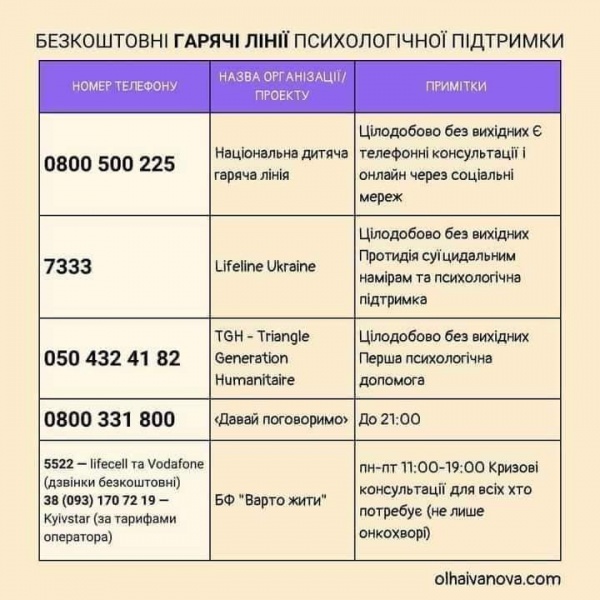 БЕЗКОШТОВНІ ГАРЯЧІ ЛІНІЇ ПСИХОЛОГІЧНОЇ ПІДТРИМКИ
НОМЕР ТЕЛЕФОНУ
НАЗВА ОРГАНІЗАЦІЇ/
ПРОЕКТУ
ПРИМІТКИ
0800 500 225
Національна дитяча
гаряча лінія
Цілодобово без вихідних Є
телефонні консультації і
онлайн через соціальні
мереж
7333
Lifeline Ukraine
Цілодобово без вихідних
Протидія суїцидальним
намірам та психологічна
підтримка
050 432 41 82
TGH - Triangle
Generation
Humanitaire
Цілодобово без вихідних
Перша психологічна
допомога
0800 331 800
«Давай поговоримо»
До 21:00
5522 — lifecell та Vodafone
(дзвінки безкоштовні)
38 (093) 170 72 19 —
Kyivstar (за тарифами
оператора)
БФ "Варто жити"
пн-пт 11:00-19:00 Кризові
консультації для всіх хто
потребує (не лише
онкохворі)
olhaivanova.com